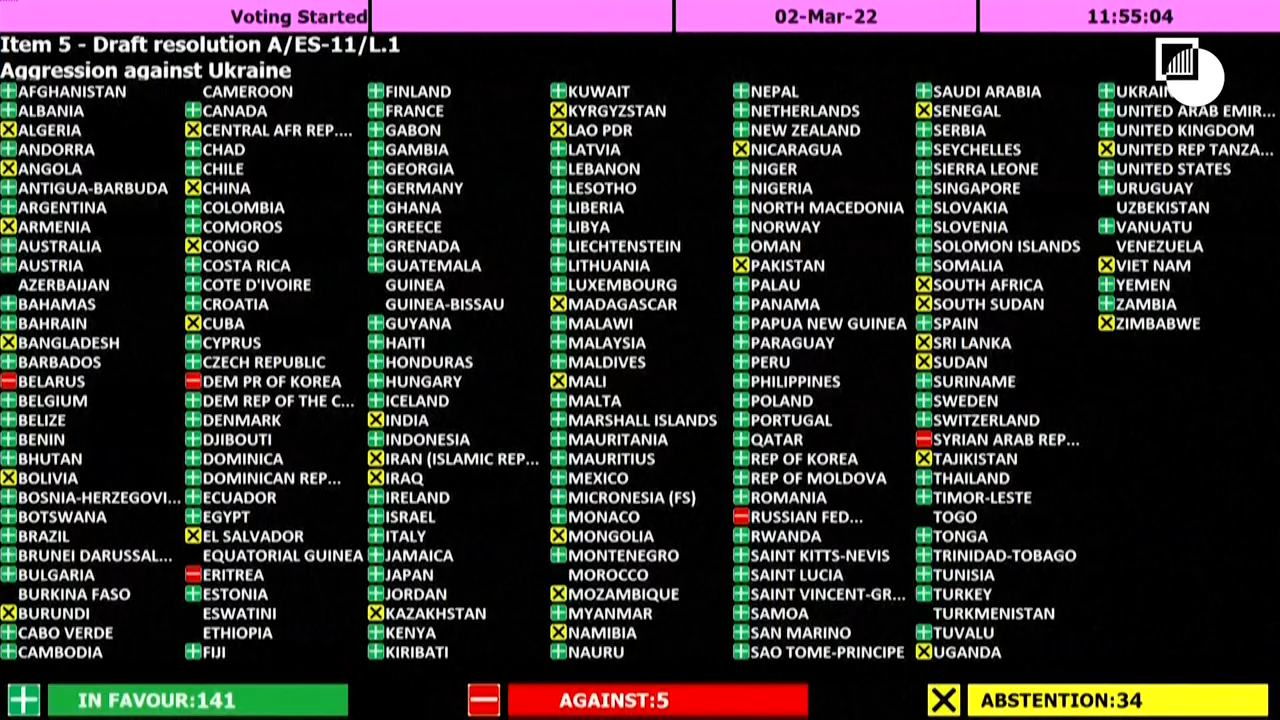 Voting Started 02-Mar-22 11:55:04
Item 5 - Draft resolution A/ES-11/L.1
Aggression against Ukraine
AFGHANISTAN
ALBANIA
ALGERIA
ANDORRA
ANGOLA
ANTIGUA-BARBUDA
ARGENTINA
ARMENIA
AUSTRALIA
AUSTRIA
AZERBAIJAN
BAHAMAS
BAHRAIN
BANGLADESH
BARBADOS
BELARUS
BELGIUM
BELIZE
BENIN
BHUTAN
BOLIVIA
BOSNIA-HERZEGOVI...
BOTSWANA
BRAZIL
BRUNEI DARUSSAL...
BULGARIA
BURKINA FASO
BURUNDI
CABO VERDE
CAMBODIA
CAMEROON
CANADA
CENTRAL AFR REP....
CHAD
CHILE
CHINA
COLOMBIA
COMOROS
CONGO
COSTA RICA
COTE D'IVOIRE
CROATIA
CUBA
CYPRUS
CZECH REPUBLIC
DEM PR OF KOREA
DEM REP OF THE C...
DENMARK
DJIBOUTI
DOMINICA
DOMINICAN REP...
ECUADOR
EGYPT
EL SALVADOR
EQUATORIAL GUINEA
ERITREA
ESTONIA
ESWATINI
ETHIOPIA
FIJI
FINLAND
FRANCE
GABON
GAMBIA
GEORGIA
GERMANY
GHANA
GREECE
GRENADA
GUATEMALA
GUINEA
GUINEA-BISSAU
GUYANA
HAITI
HONDURAS
HUNGARY
ICELAND
INDIA
INDONESIA
IRAN (ISLAMIC REP...
IRAQ
IRELAND
ISRAEL
ITALY
JAMAICA
JAPAN
JORDAN
KAZAKHSTAN
KENYA
KIRIBATI
KUWAIT
KYRGYZSTAN
LAO PDR
LATVIA
LEBANON
LESOTHO
LIBERIA
LIBYA
LIECHTENSTEIN
LITHUANIA
LUXEMBOURG
MADAGASCAR
MALAWI
MALAYSIA
MALDIVES
MALI
MALTA
MARSHALL ISLANDS
MAURITANIA
MAURITIUS
MEXICO
MICRONESIA (FS)
MONACO
MONGOLIA
MONTENEGRO
MOROCCO
MOZAMBIQUE
MYANMAR
NAMIBIA
NAURU
NEPAL
NETHERLANDS
NEW ZEALAND
NICARAGUA
NIGER
NIGERIA
NORTH MACEDONIA
NORWAY
OMAN
PAKISTAN
PALAU
PANAMA
PAPUA NEW GUINEA
PARAGUAY
PERU
PHILIPPINES
POLAND
PORTUGAL
QATAR
REP OF KOREA
REP OF MOLDOVA
ROMANIA
RUSSIAN FED...
RWANDA
SAINT KITTS-NEVIS
SAINT LUCIA
SAINT VINCENT-GR...
SAMOA
SAN MARINO
SAO TOME-PRINCIPE
SAUDI ARABIA
SENEGAL
SERBIA
SEYCHELLES
SIERRA LEONE
SINGAPORE
SLOVAKIA
SLOVENIA
SOLOMON ISLANDS
SOMALIA
SOUTH AFRICA
SOUTH SUDAN
SPAIN
SRI LANKA
SUDAN
SURINAME
SWEDEN
SWITZERLAND
SYRIAN ARAB REP...
TAJIKISTAN
THAILAND
TIMOR-LESTE
TOGO
TONGA
TRINIDAD-TOBAGO
TUNISIA
TURKEY
TURKMENISTAN
TUVALU
UGANDA
UNITED ARAB EMIR...
UNITED KINGDOM
UNITED REP TANZA...
UNITED STATES
URUGUAY
UZBEKISTAN
VANUATU
VENEZUELA
VIET NAM
YEMEN
ZAMBIA
ZIMBABWE
IN FAVOUR:141 AGAINST:5 ABSTENTION:34